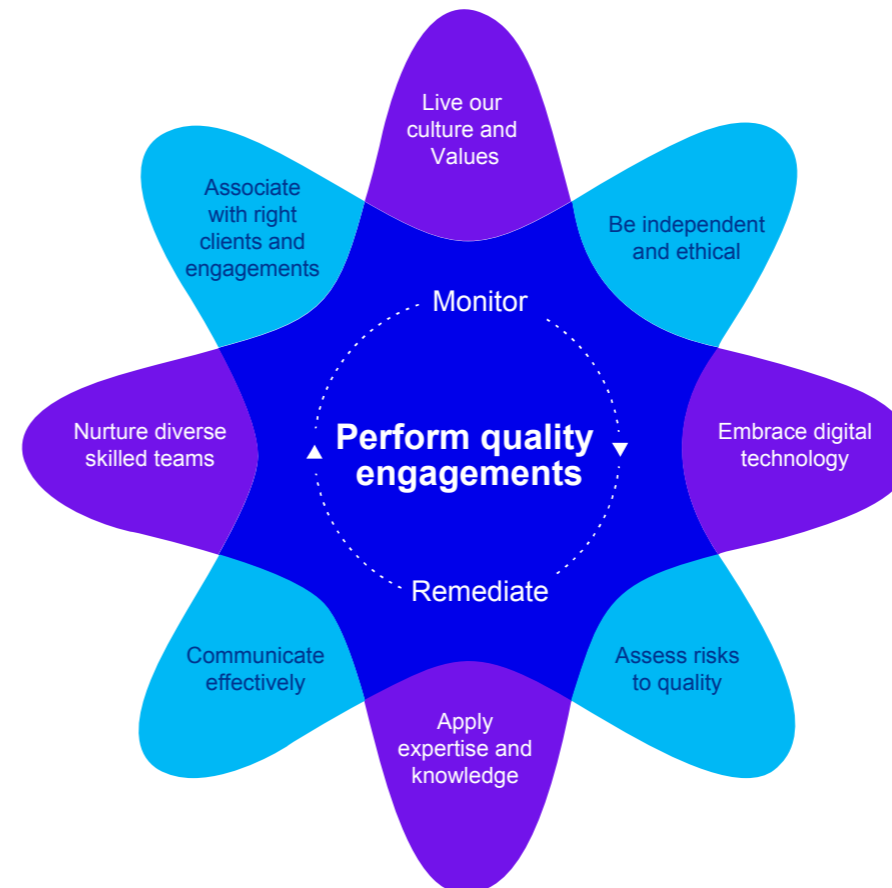 Live our
culture and
Values
Associate
with right
clients and
engagements
Be independent
and ethical
Monitor
Nurture diverse
skilled teams
Perform quality
engagements
Embrace digital
technology
Remediate
Communicate
effectively
Assess risks
to quality
Apply
expertise and
knowledge